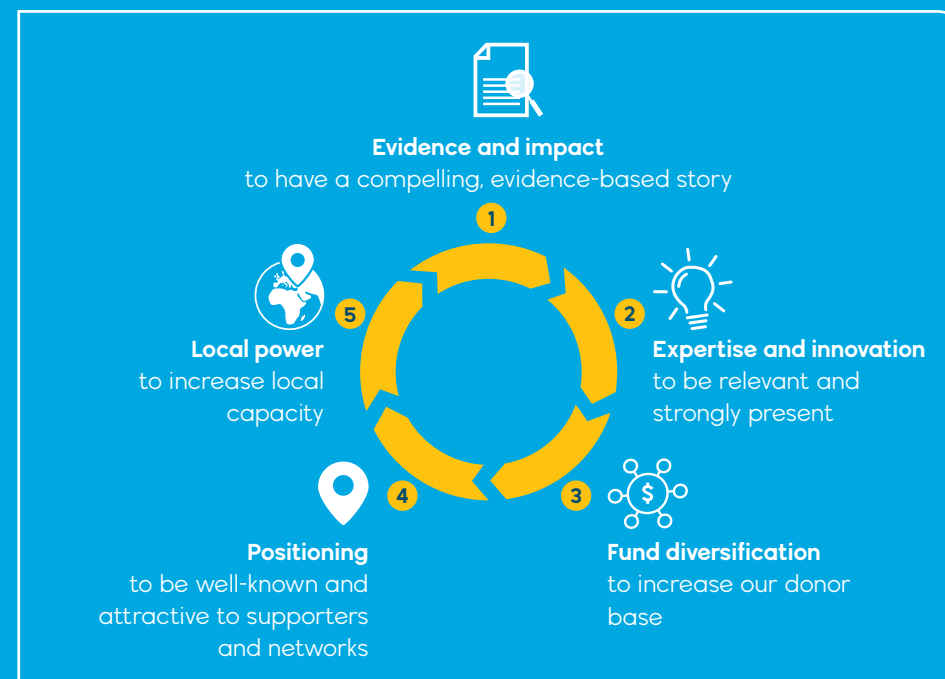 Evidence and impact
to have a compelling, evidence-based story
1
2
Expertise and innovation
to be relevant and
strongly present
3
$
Fund diversification
to increase our donor
base
4
Positioning
to be well-known and
attractive to supporters
and networks
5
Local power
to increase local
capacity